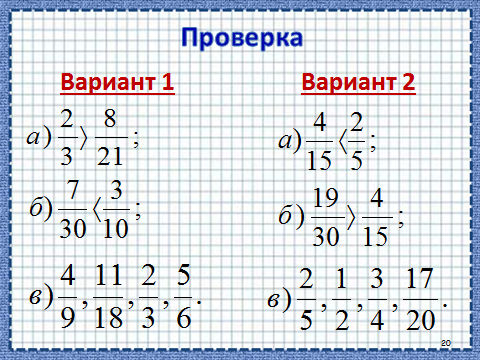 Проверка
Вариант 1
а) 2/3 〉 8/21 ;
б) 7/30 〈 3/10 ;
в) 4/9 , 11/18 , 2/3 , 5/6 .
Вариант 2
а) 4/15 〈 2/5 ;
б) 19/30 〉 4/15 ;
в) 2/5 , 1/2 , 3/4 , 17/20 .
20